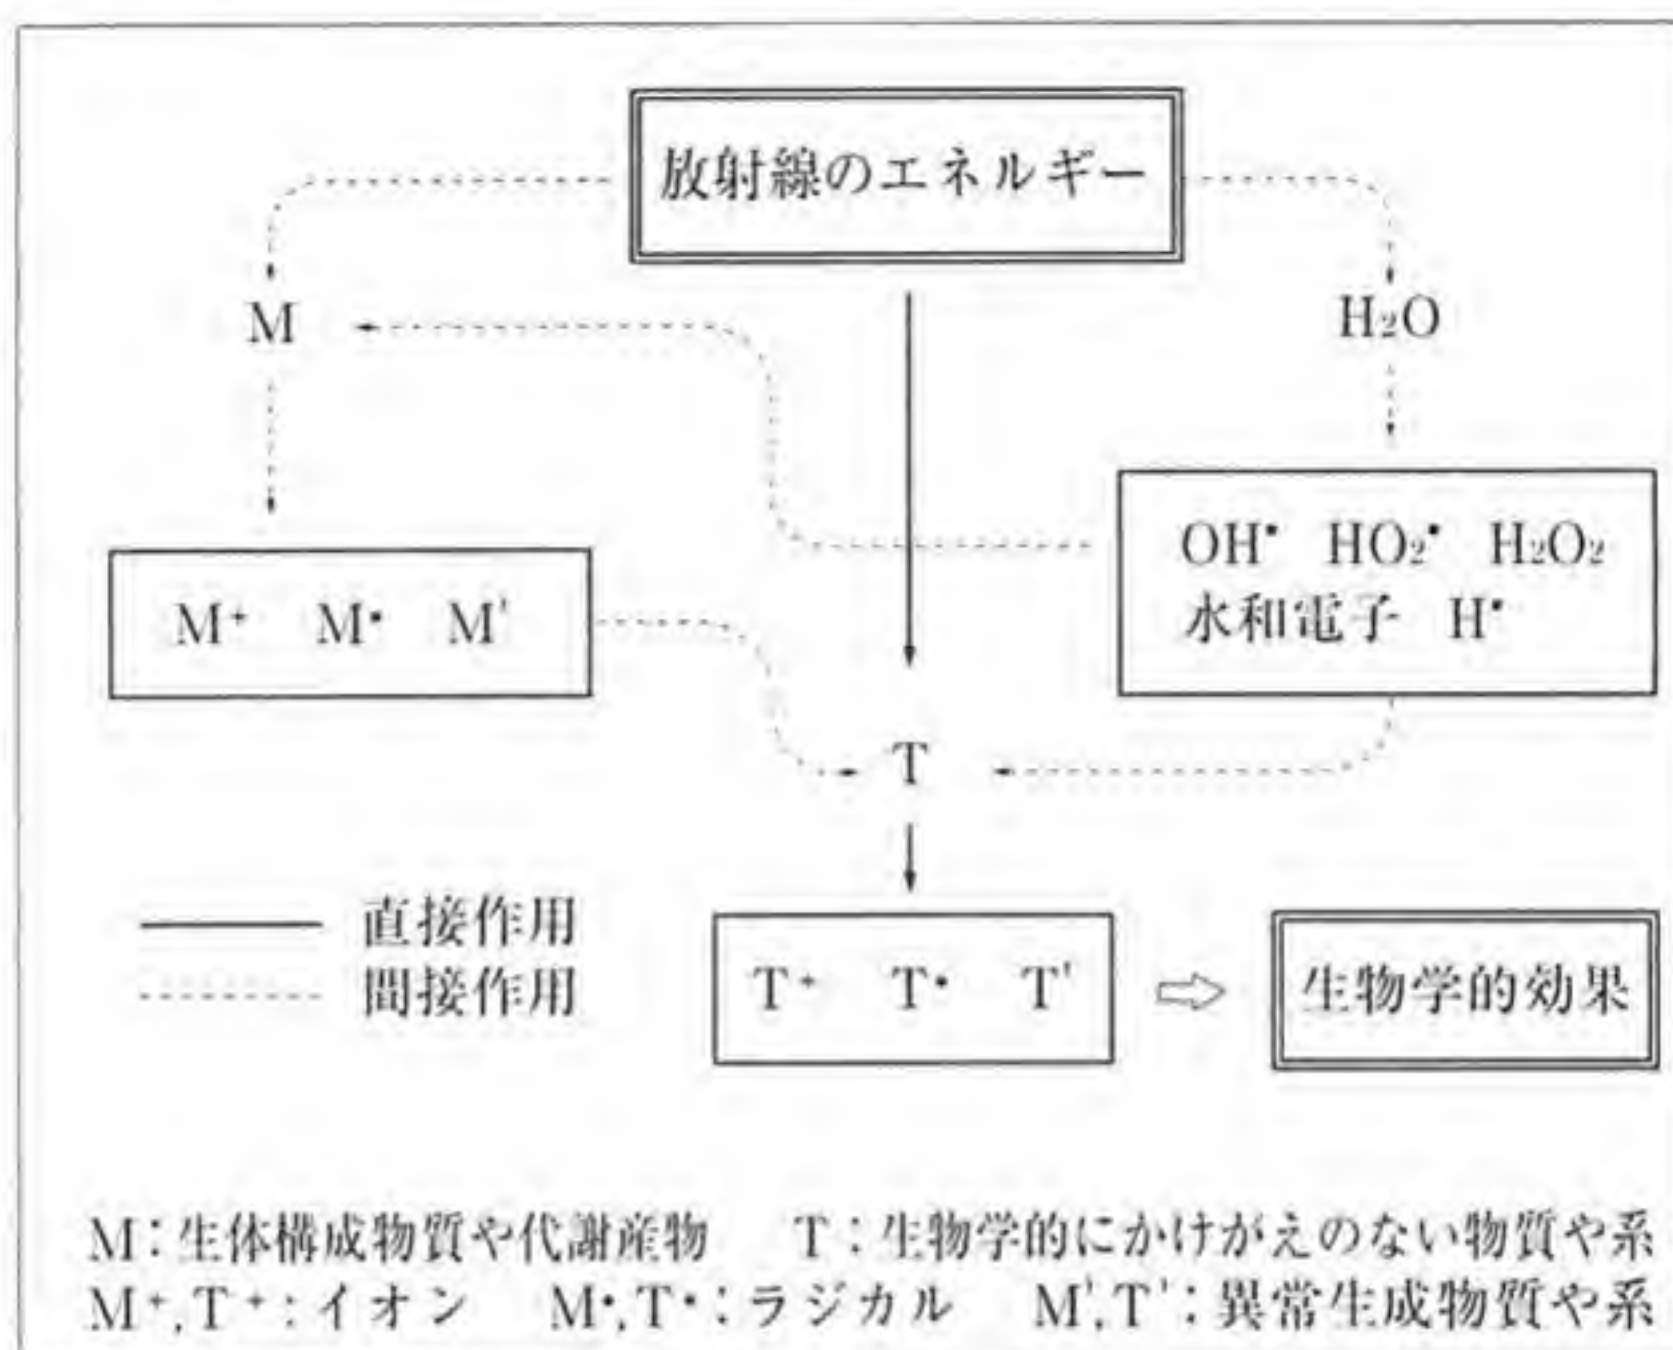 放射線のエネルギー
M
H₂O
OH• HO₂• H₂O₂
水和電子 H•
M⁺ M• M'
T
直接作用
間接作用
T⁺ T• T'
生物学的効果
M:生体構成物質や代謝産物 T:生物学的にかけがえのない物質や系
M⁺,T⁺:イオン M•,T•:ラジカル M',T':異常生成物質や系